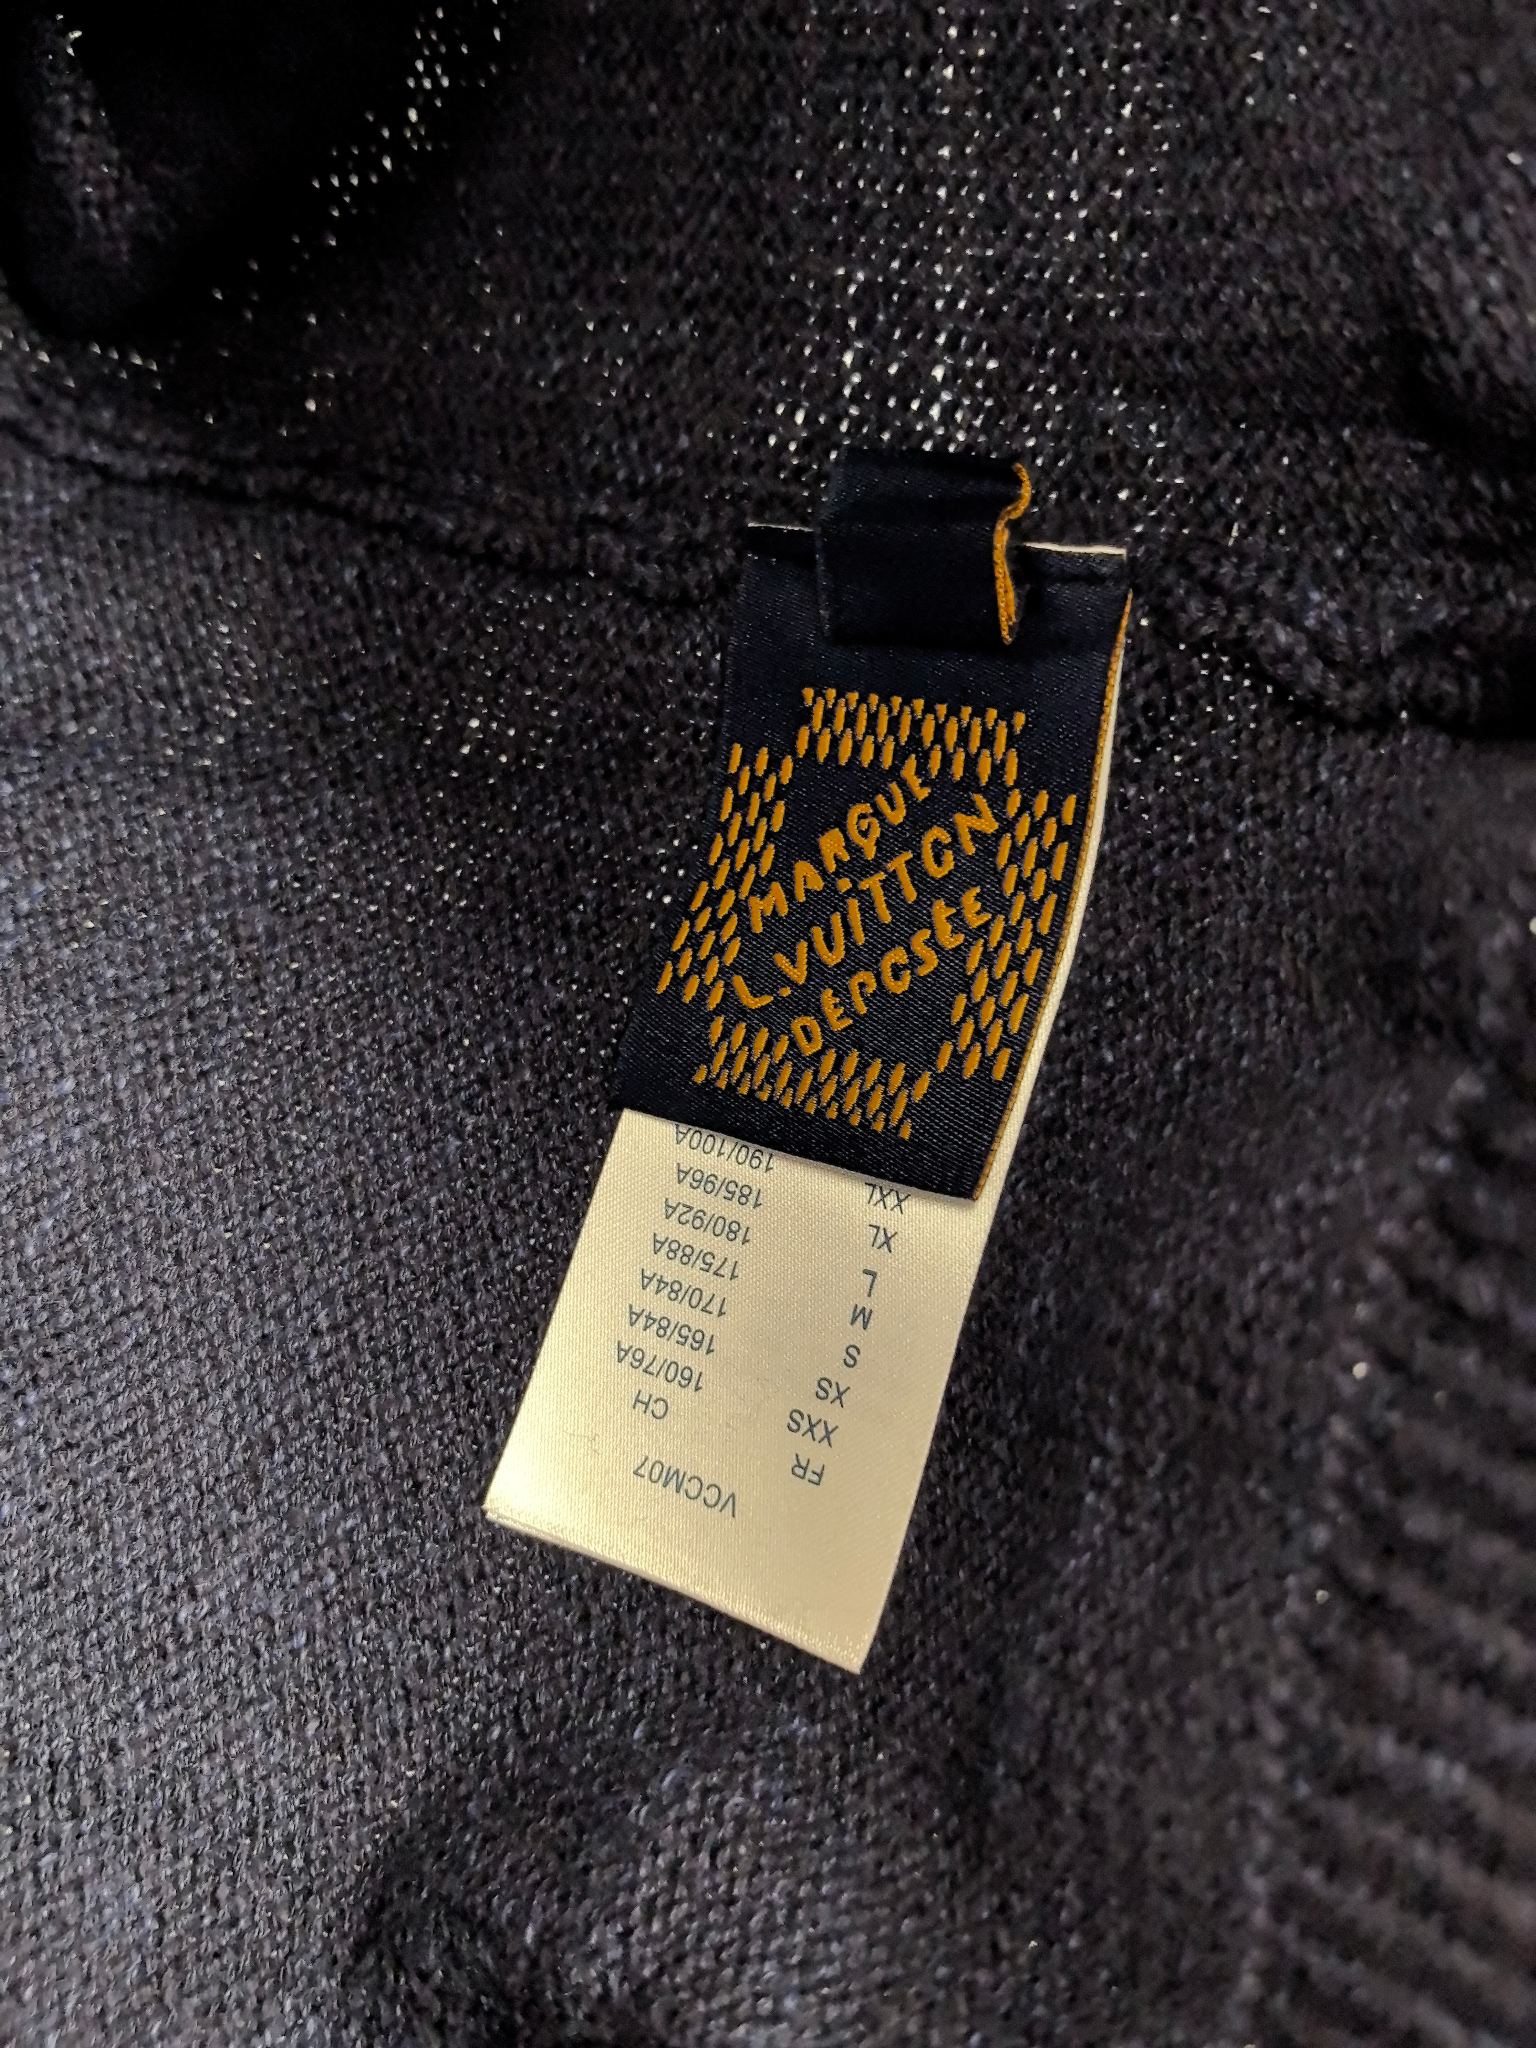 MARQUE
L.VUITTON
DEPOSÉE
VCCM07
FR CH
XXS 160/76A
XS 165/84A
S 170/84A
M 175/88A
L 180/92A
XL 185/96A
XXL 190/100A